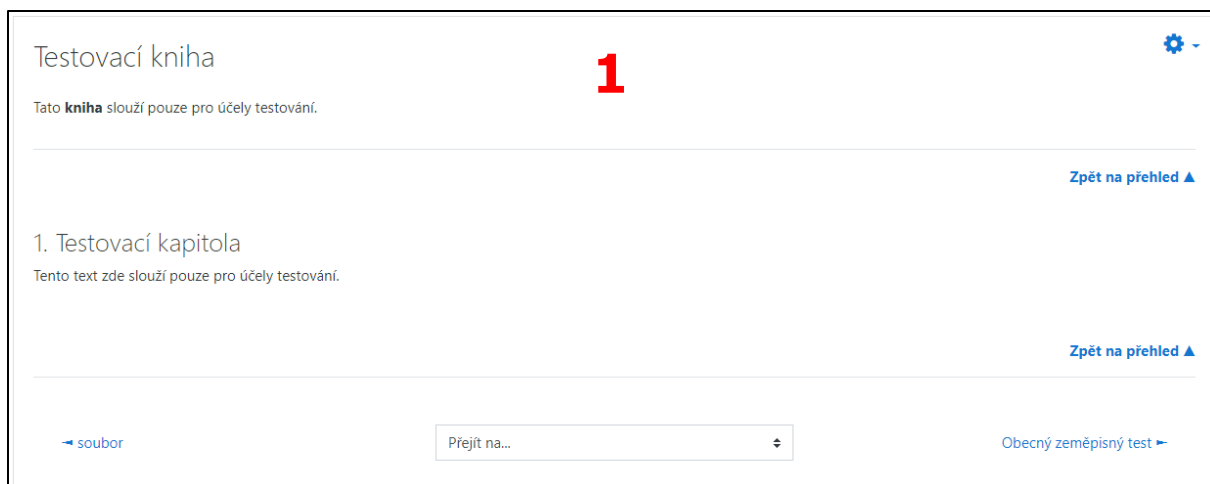 Testovací kniha
1
Tato kniha slouží pouze pro účely testování.
Zpět na přehled ▲
1. Testovací kapitola
Tento text zde slouží pouze pro účely testování.
Zpět na přehled ▲
◄ soubor
Přejít na...
Obecný zeměpisný test ►